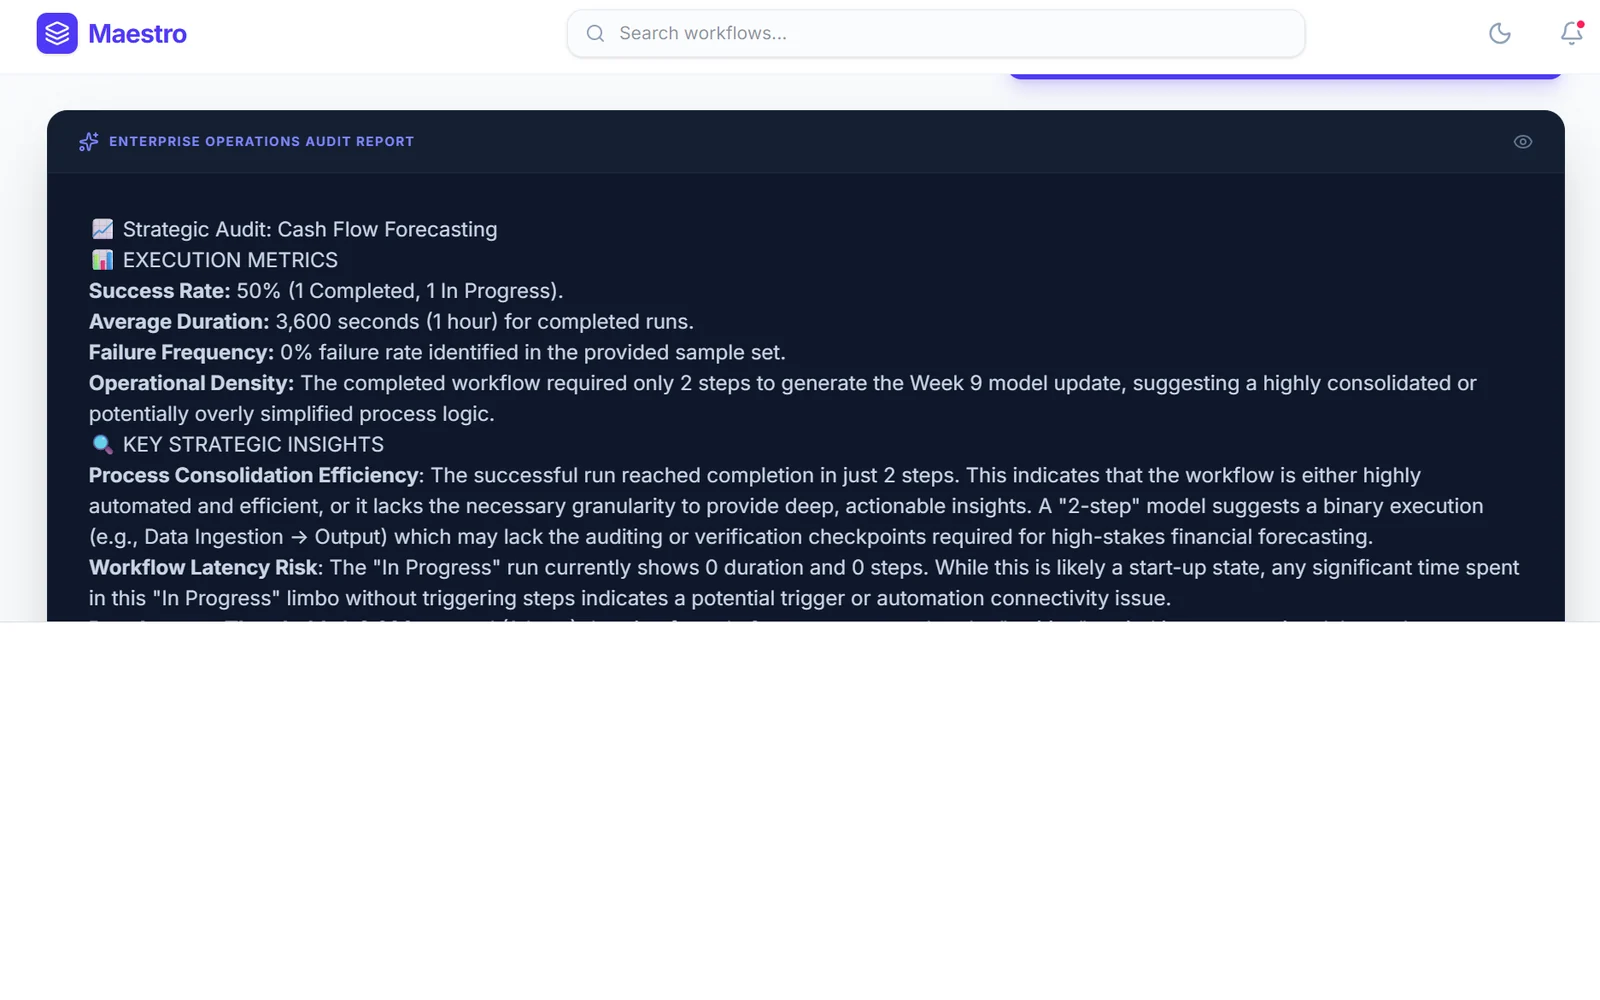 Maestro
Search workflows...
ENTERPRISE OPERATIONS AUDIT REPORT
📈 Strategic Audit: Cash Flow Forecasting
📊 EXECUTION METRICS
Success Rate: 50% (1 Completed, 1 In Progress).
Average Duration: 3,600 seconds (1 hour) for completed runs.
Failure Frequency: 0% failure rate identified in the provided sample set.
Operational Density: The completed workflow required only 2 steps to generate the Week 9 model update, suggesting a highly consolidated or
potentially overly simplified process logic.
🔍 KEY STRATEGIC INSIGHTS
Process Consolidation Efficiency: The successful run reached completion in just 2 steps. This indicates that the workflow is either highly
automated and efficient, or it lacks the necessary granularity to provide deep, actionable insights. A "2-step" model suggests a binary execution
(e.g., Data Ingestion → Output) which may lack the auditing or verification checkpoints required for high-stakes financial forecasting.
Workflow Latency Risk: The "In Progress" run currently shows 0 duration and 0 steps. While this is likely a start-up state, any significant time spent
in this "In Progress" limbo without triggering steps indicates a potential trigger or automation connectivity issue.